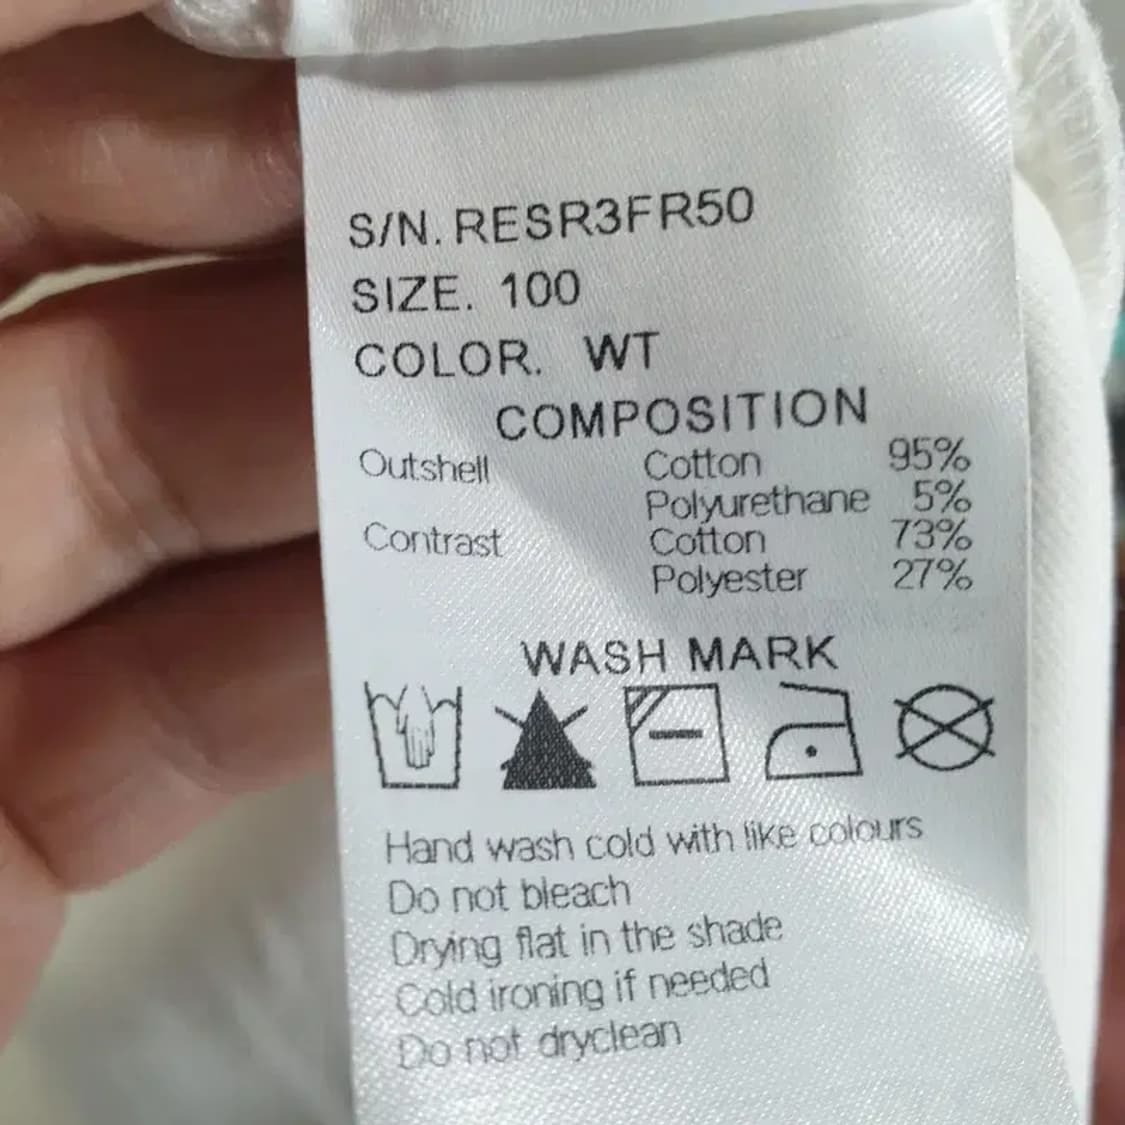 S/N. RESR3FR50
SIZE. 100
COLOR. WT
COMPOSITION
Outshell Cotton 95%
Polyurethane 5%
Contrast Cotton 73%
Polyester 27%
WASH MARK
Hand wash cold with like colours
Do not bleach
Drying flat in the shade
Cold ironing if needed
Do not dryclean